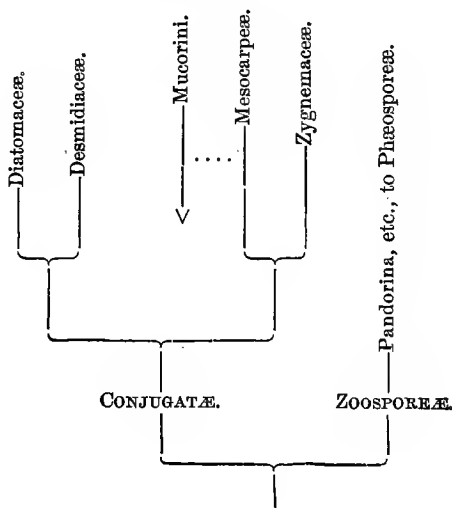 Diatomaceæ.
Desmidiaceæ.
Mucorini.
Mesocarpeæ.
Zygnemaceæ.
Pandorina, etc., to Phæosporeæ.
CONJUGATÆ.
ZOOSPOREÆ.